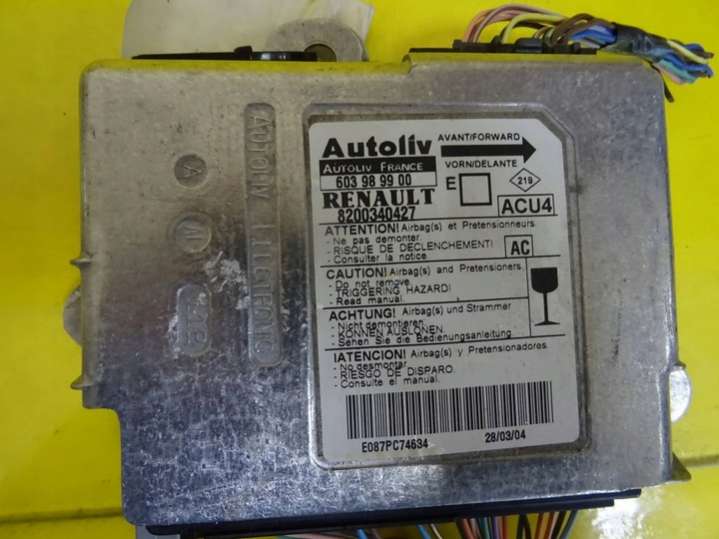 Autoliv
AVANT/FORWARD
AUTOLIV FRANCE
VORN/DELANTE
603 98 99 00
E
219
RENAULT
8200340427
ACU4
ATTENTION! Airbag(s) et Pretensionneurs.
- Ne pas demonter.
- RISQUE DE DECLENCHEMENT!
- Consulter la notice.
AC
CAUTION! Airbag(s) and Pretensioners.
- Do not remove.
- TRIGGERING HAZARD!
- Read manual.
ACHTUNG! Airbag(s) und Strammer
- Nicht demontieren.
- KONNEN AUSLONEN.
- Sehen Sie die Bedienungsanleitung.
¡ATENCION! Airbag(s) y Pretensionadores.
- No desmontar.
- RIESGO DE DISPARO.
- Consulte el manual.
E087PC74634
28/03/04
A
AUTOLIV